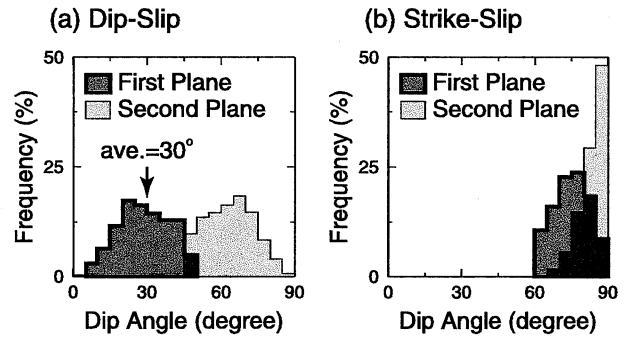 (a) Dip-Slip
50
First Plane
Second Plane
ave.=30°
25
0
Frequency (%)
0 30 60 90
Dip Angle (degree)
(b) Strike-Slip
50
First Plane
Second Plane
25
0
Frequency (%)
0 30 60 90
Dip Angle (degree)